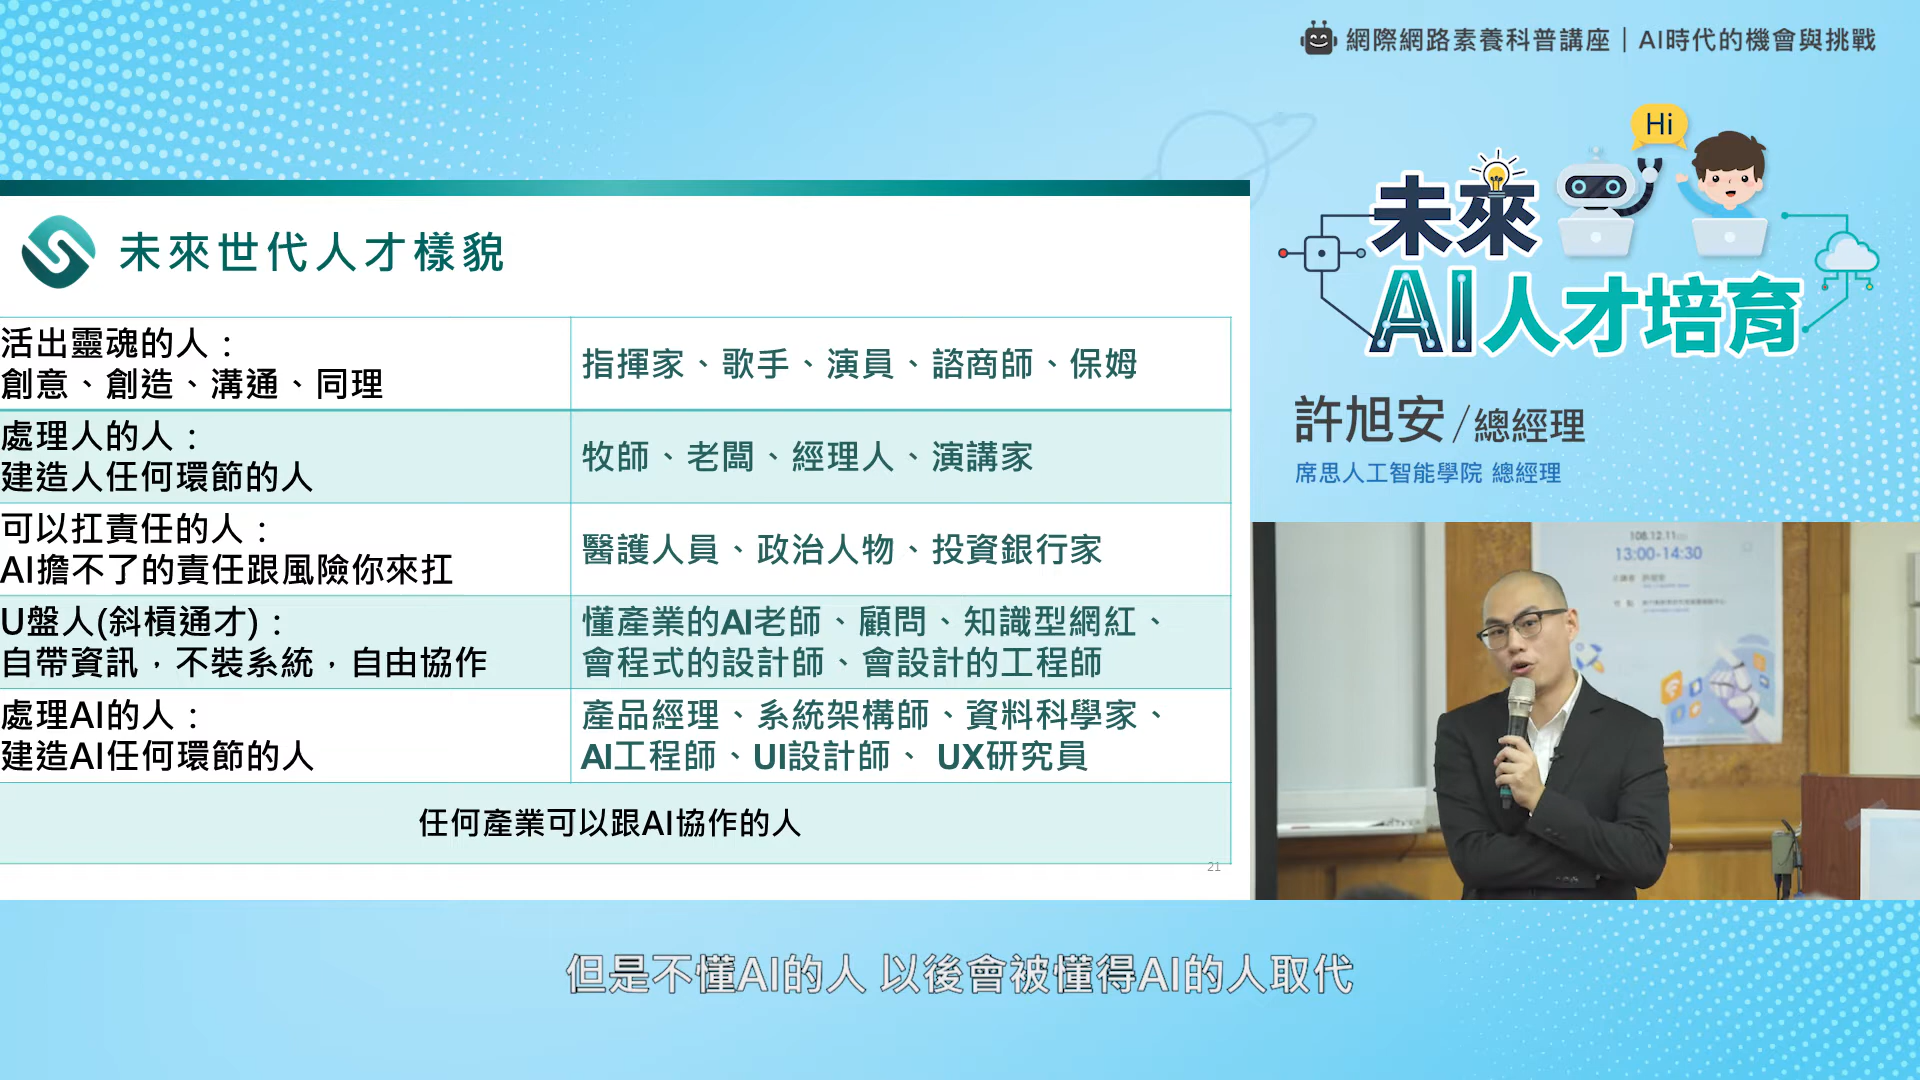 網際網路素養科普講座｜AI時代的機會與挑戰
Hi
未來
AI人才培育
許旭安/總經理
席思人工智能學院 總經理
未來世代人才樣貌
活出靈魂的人：
創意、創造、溝通、同理
指揮家、歌手、演員、諮商師、保姆
處理人的人：
建造人任何環節的人
牧師、老闆、經理人、演講家
可以扛責任的人：
AI擔不了的責任跟風險你來扛
醫護人員、政治人物、投資銀行家
U盤人(斜槓通才)：
自帶資訊，不裝系統，自由協作
懂產業的AI老師、顧問、知識型網紅、
會程式的設計師、會設計的工程師
處理AI的人：
建造AI任何環節的人
產品經理、系統架構師、資料科學家、
AI工程師、UI設計師、 UX研究員
任何產業可以跟AI協作的人
21
108.12.11
13:00-14:30
但是不懂AI的人 以後會被懂得AI的人取代